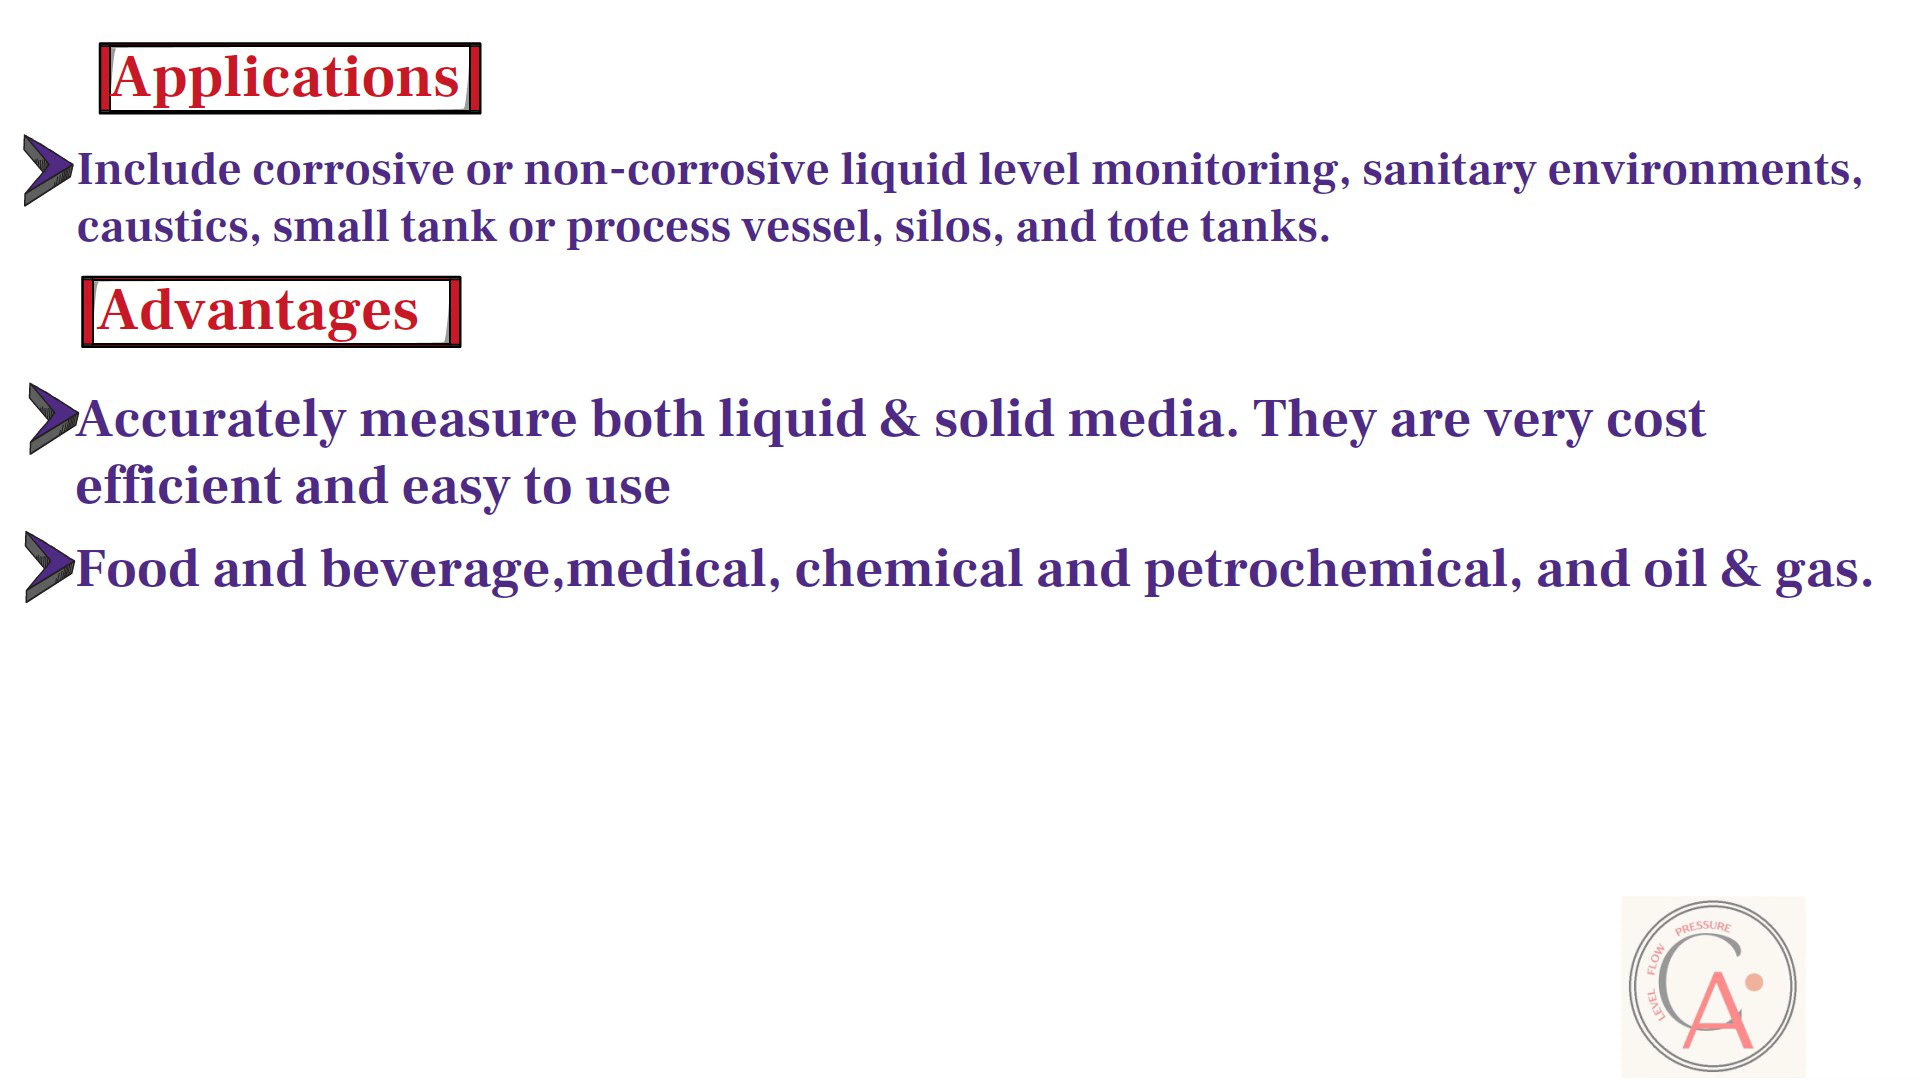 Applications
Include corrosive or non-corrosive liquid level monitoring, sanitary environments,
caustics, small tank or process vessel, silos, and tote tanks.
Advantages
Accurately measure both liquid & solid media. They are very cost
efficient and easy to use
Food and beverage,medical, chemical and petrochemical, and oil & gas.
PRESSURE
FLOW
LEVEL
CA